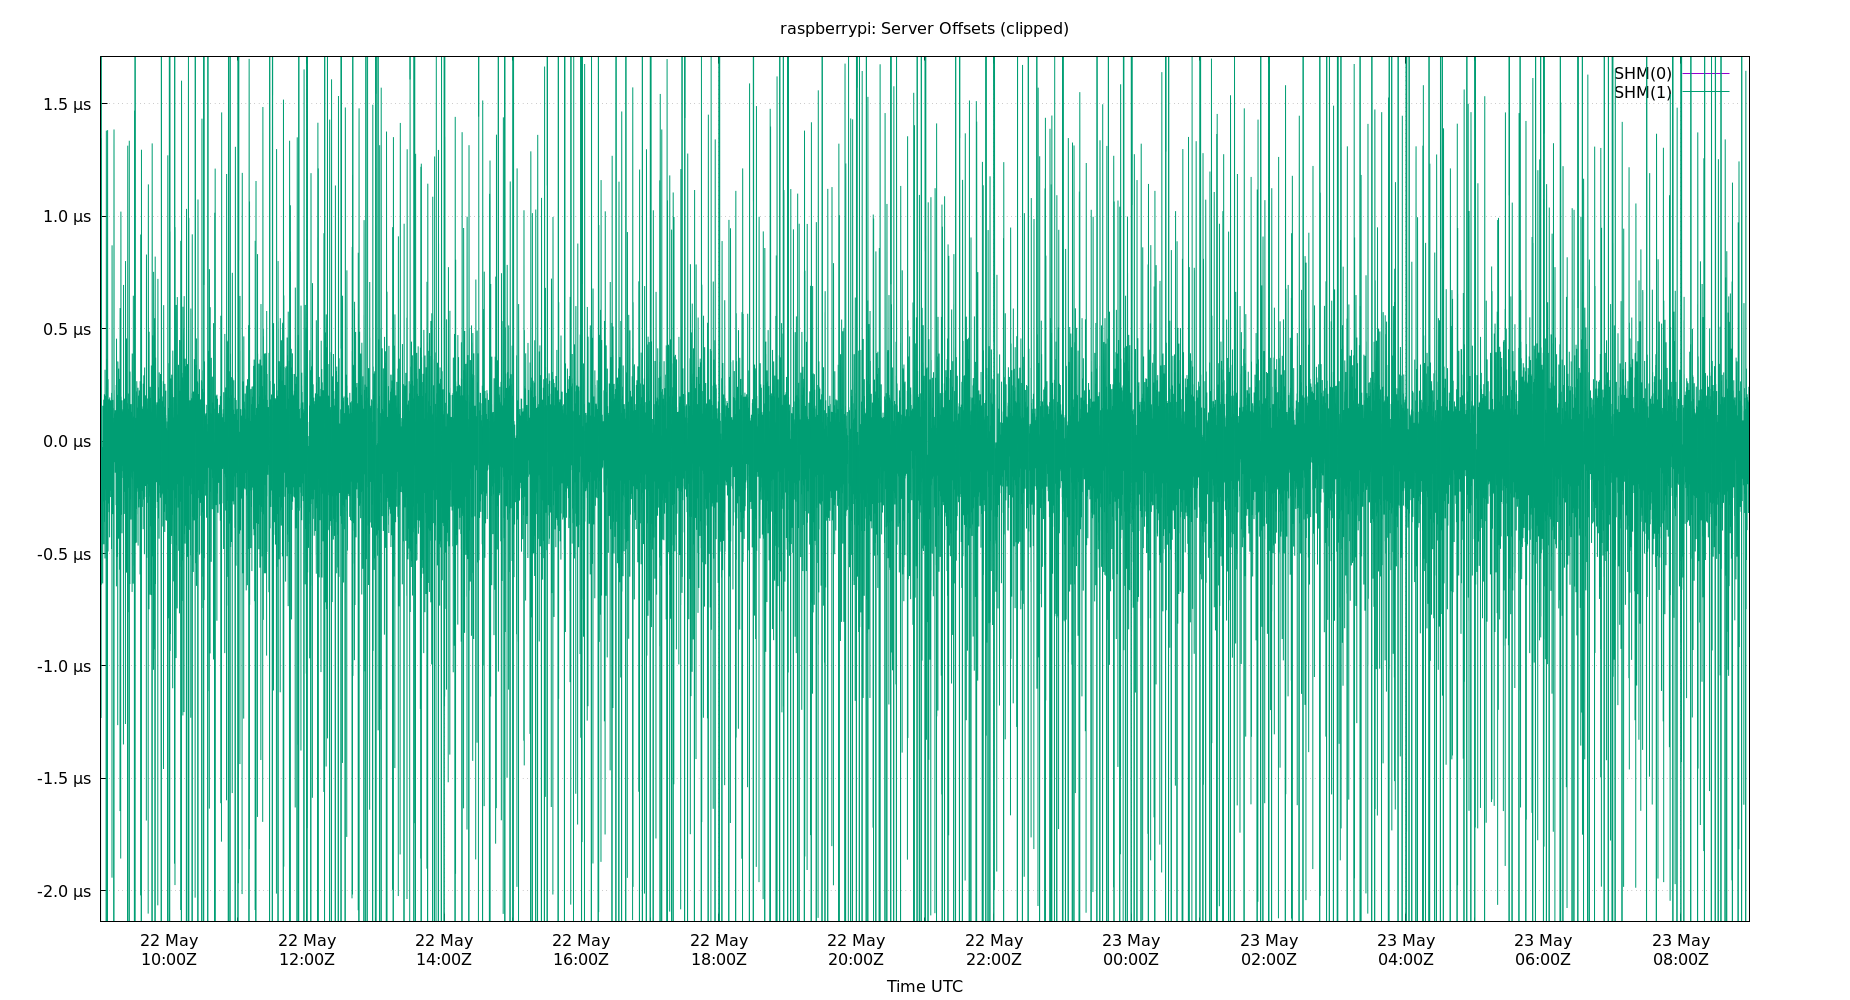 raspberrypi: Server Offsets (clipped)
SHM(0)
SHM(1)
1.5 µs
1.0 µs
0.5 µs
0.0 µs
-0.5 µs
-1.0 µs
-1.5 µs
-2.0 µs
22 May 22 May 22 May 22 May 22 May 22 May 22 May 23 May 23 May 23 May 23 May 23 May
10:00Z 12:00Z 14:00Z 16:00Z 18:00Z 20:00Z 22:00Z 00:00Z 02:00Z 04:00Z 06:00Z 08:00Z
Time UTC